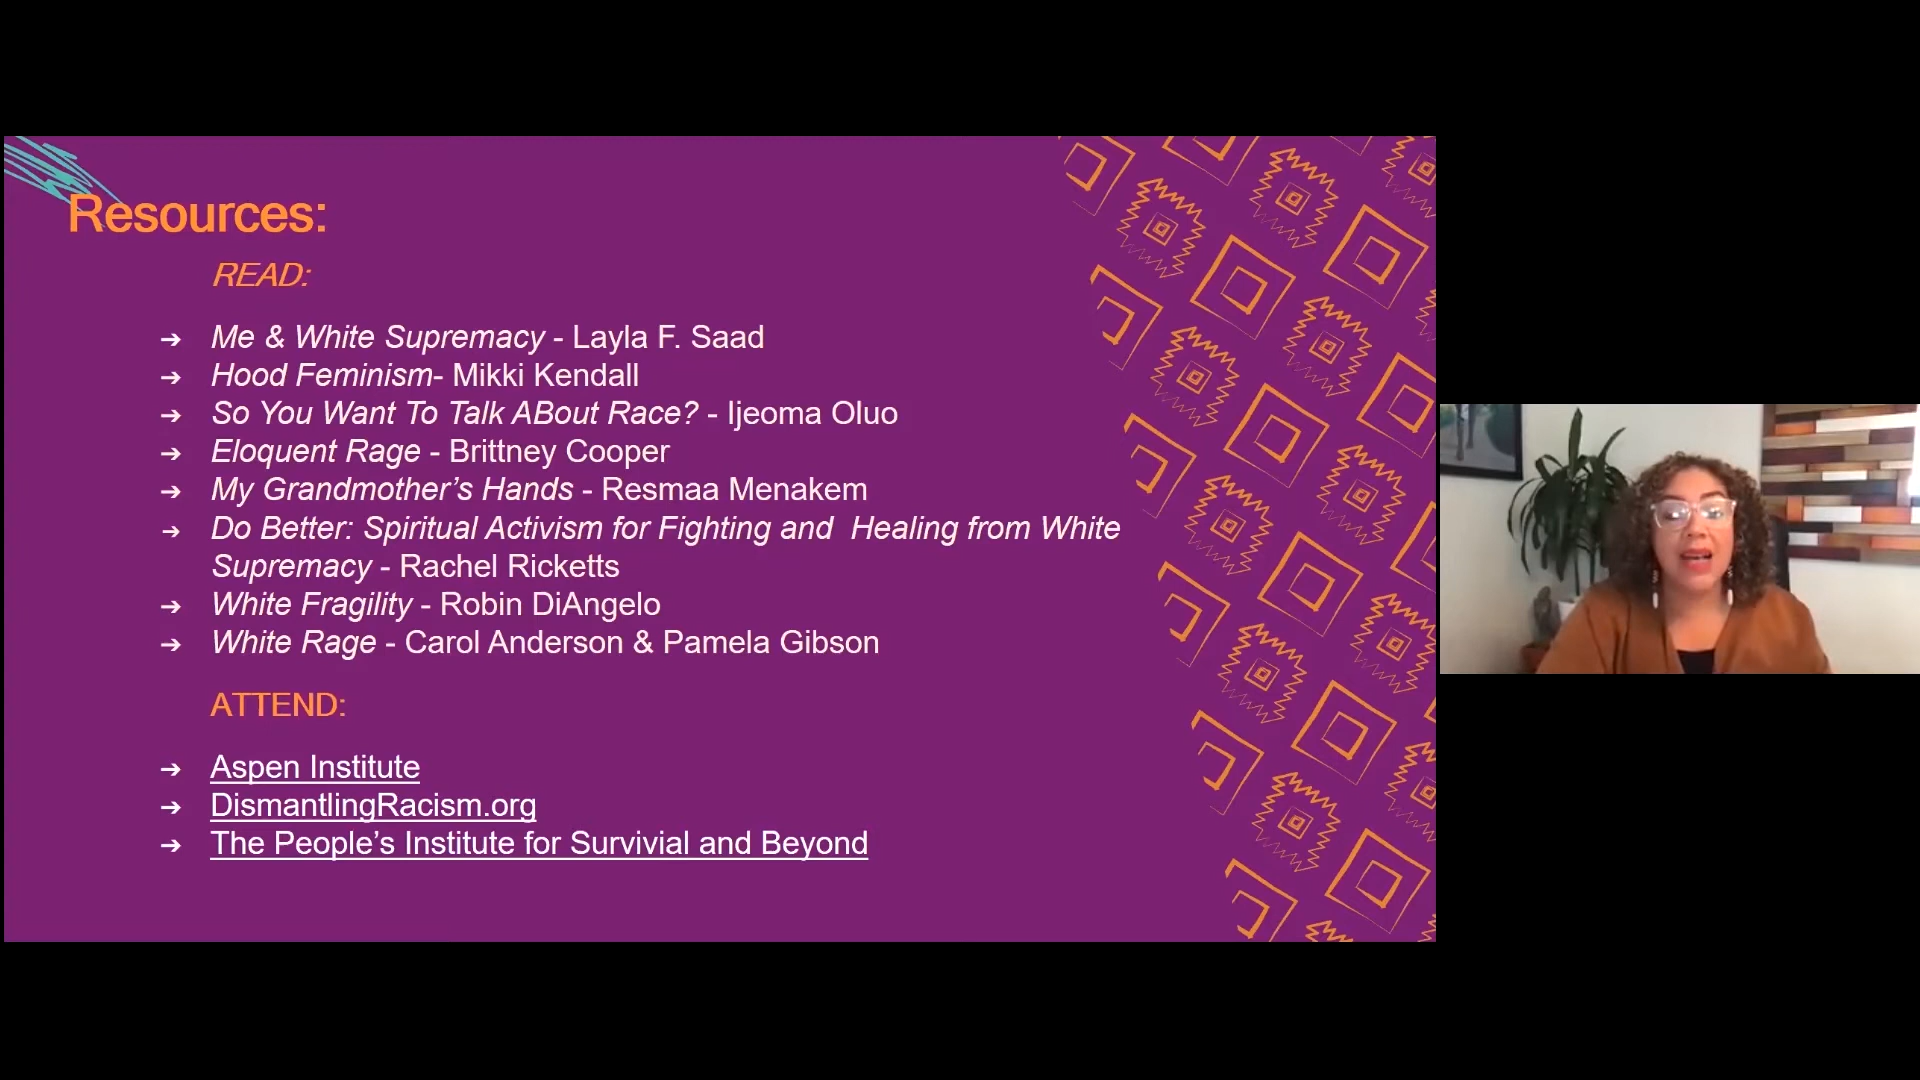 Resources:
READ:
➔ Me & White Supremacy - Layla F. Saad
➔ Hood Feminism- Mikki Kendall
➔ So You Want To Talk ABout Race? - Ijeoma Oluo
➔ Eloquent Rage - Brittney Cooper
➔ My Grandmother’s Hands - Resmaa Menakem
➔ Do Better: Spiritual Activism for Fighting and  Healing from White
Supremacy - Rachel Ricketts
➔ White Fragility - Robin DiAngelo
➔ White Rage - Carol Anderson & Pamela Gibson
ATTEND:
➔ Aspen Institute
➔ DismantlingRacism.org
➔ The People’s Institute for Survivial and Beyond